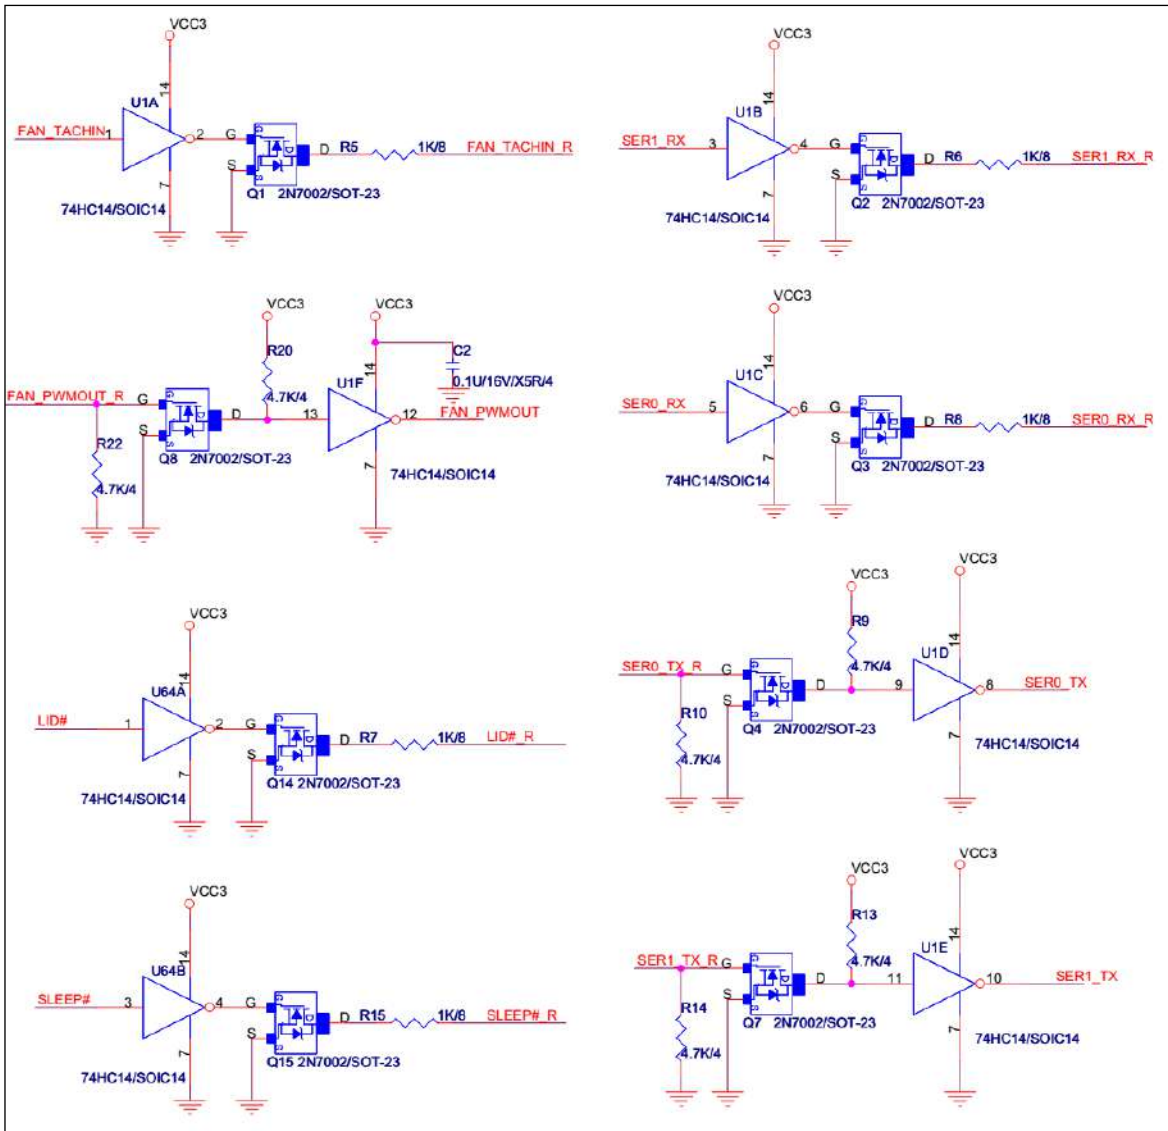 VCC3
14
U1A
FAN_TACHIN 1 2 G G D D R5 1K/8 FAN_TACHIN_R
S S
7
Q1 2N7002/SOT-23
74HC14/SOIC14
VCC3
14
U1B
SER1_RX 3 4 G G D D R6 1K/8 SER1_RX_R
S S
7
Q2 2N7002/SOT-23
74HC14/SOIC14
VCC3
VCC3
R20
C2
14
4.7K/4
U1F
0.1U/16V/X5R/4
FAN_PWMOUT_R G G D D 13 12 FAN_PWMOUT
S S
R22
7
Q8 2N7002/SOT-23
74HC14/SOIC14
4.7K/4
VCC3
14
U1C
SER0_RX 5 6 G G D D R8 1K/8 SER0_RX_R
S S
7
Q3 2N7002/SOT-23
74HC14/SOIC14
VCC3
14
U64A
LID# 1 2 G G D D R7 1K/8 LID#_R
S S
7
Q14 2N7002/SOT-23
74HC14/SOIC14
VCC3
VCC3
R9
14
U1D
4.7K/4
SER0_TX_R G G D D 9 8 SER0_TX
S S
R10
Q4 2N7002/SOT-23
7
74HC14/SOIC14
4.7K/4
VCC3
14
U64B
SLEEP# 3 4 G G D D R15 1K/8 SLEEP#_R
S S
7
Q15 2N7002/SOT-23
74HC14/SOIC14
VCC3
VCC3
R13
14
U1E
4.7K/4
SER1_TX_R G G D D 11 10 SER1_TX
S S
R14
Q7 2N7002/SOT-23
7
74HC14/SOIC14
4.7K/4